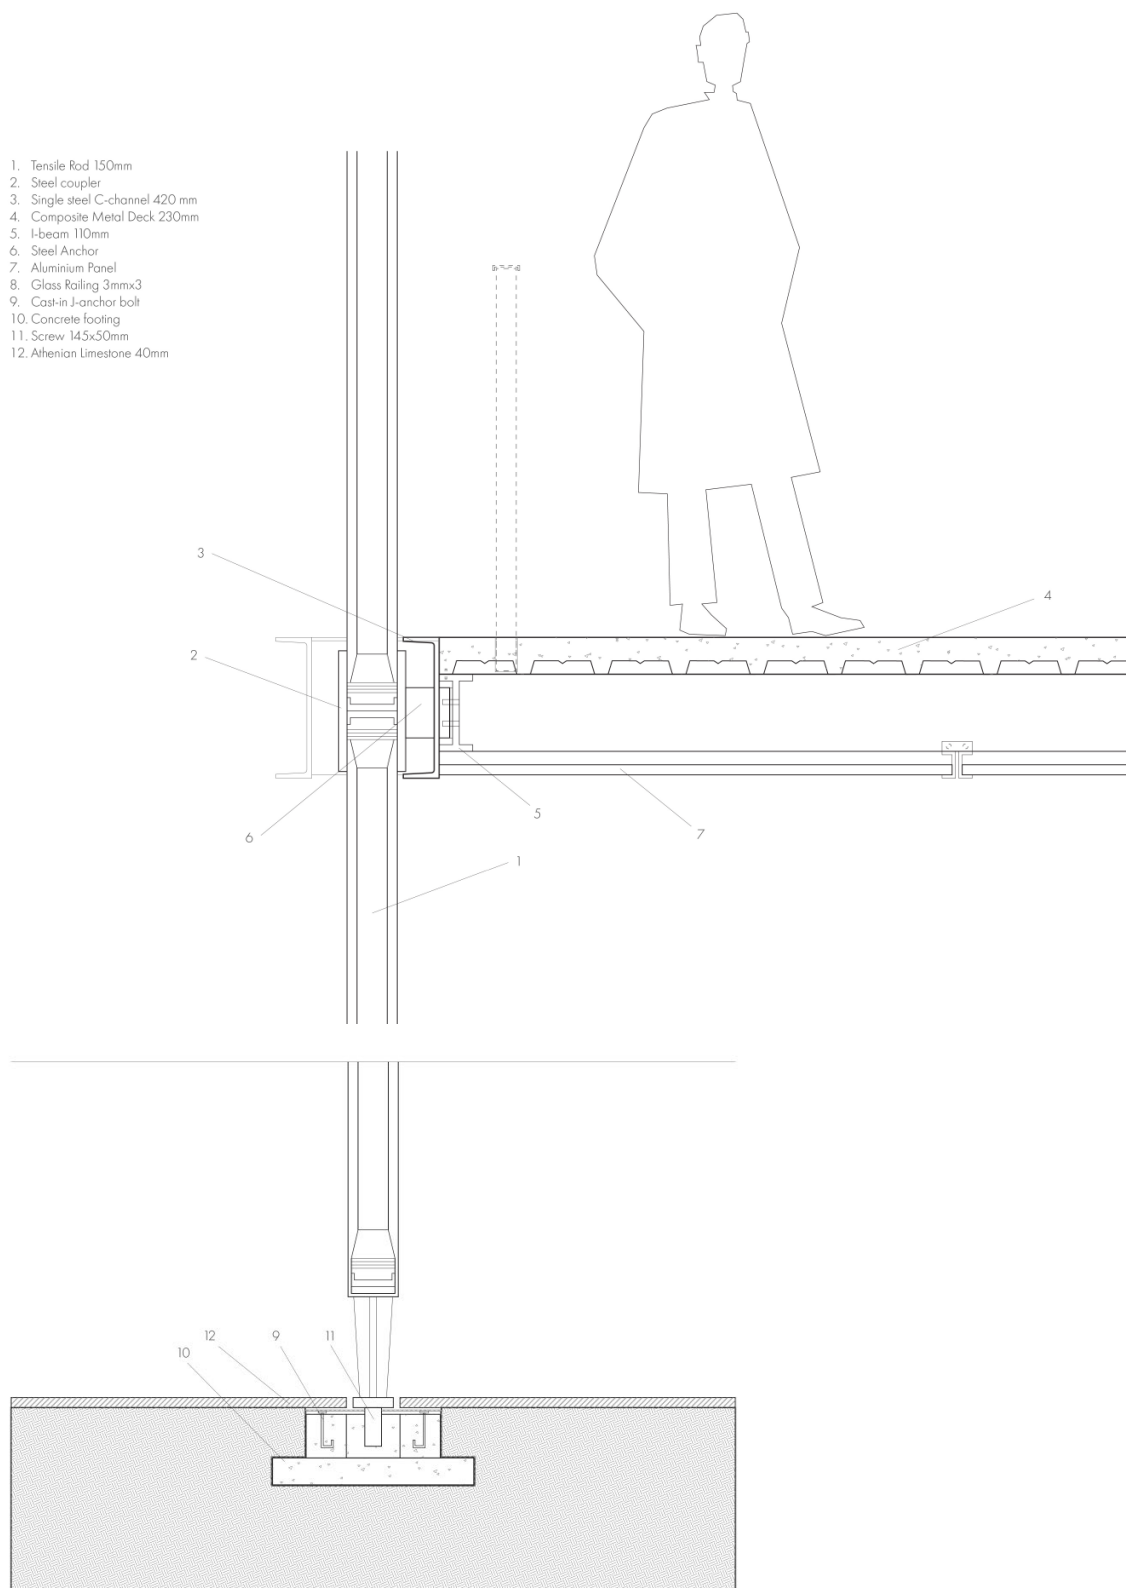 1. Tensile Rod 150mm
2. Steel coupler
3. Single steel C-channel 420 mm
4. Composite Metal Deck 230mm
5. I-beam 110mm
6. Steel Anchor
7. Aluminium Panel
8. Glass Railing 3mmx3
9. Cast-in J-anchor bolt
10. Concrete footing
11. Screw 145x50mm
12. Athenian Limestone 40mm
3
4
2
5
7
6
1
12
9
11
10